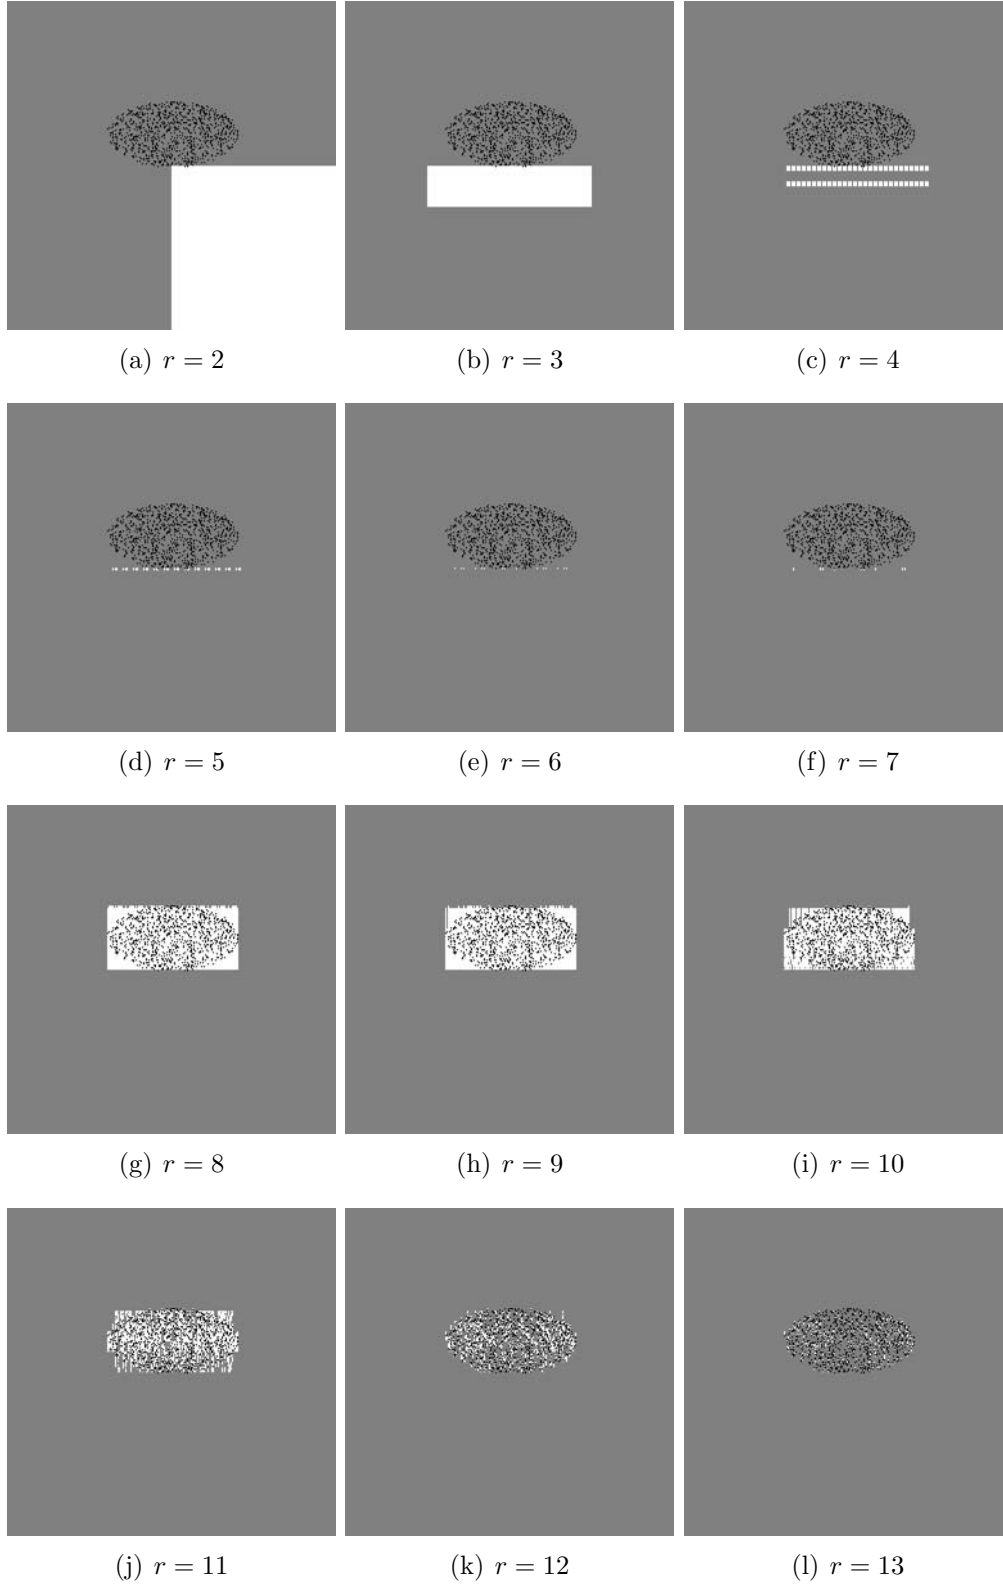 (a) r = 2 (b) r = 3 (c) r = 4
(d) r = 5 (e) r = 6 (f) r = 7
(g) r = 8 (h) r = 9 (i) r = 10
(j) r = 11 (k) r = 12 (l) r = 13